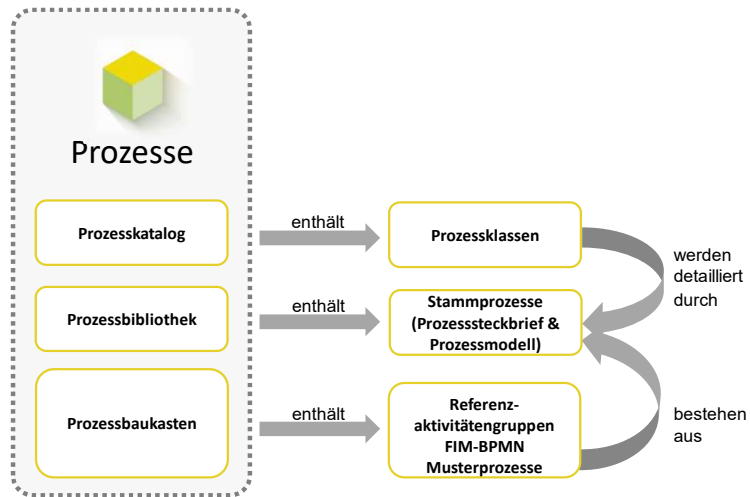 Prozesse
Prozesskatalog
enthält
Prozessklassen
werden
detailliert
durch
Prozessbibliothek
enthält
Stammprozesse
(Prozesssteckbrief &
Prozessmodell)
Prozessbaukasten
enthält
Referenz-
aktivitätengruppen
FIM-BPMN
Musterprozesse
bestehen
aus